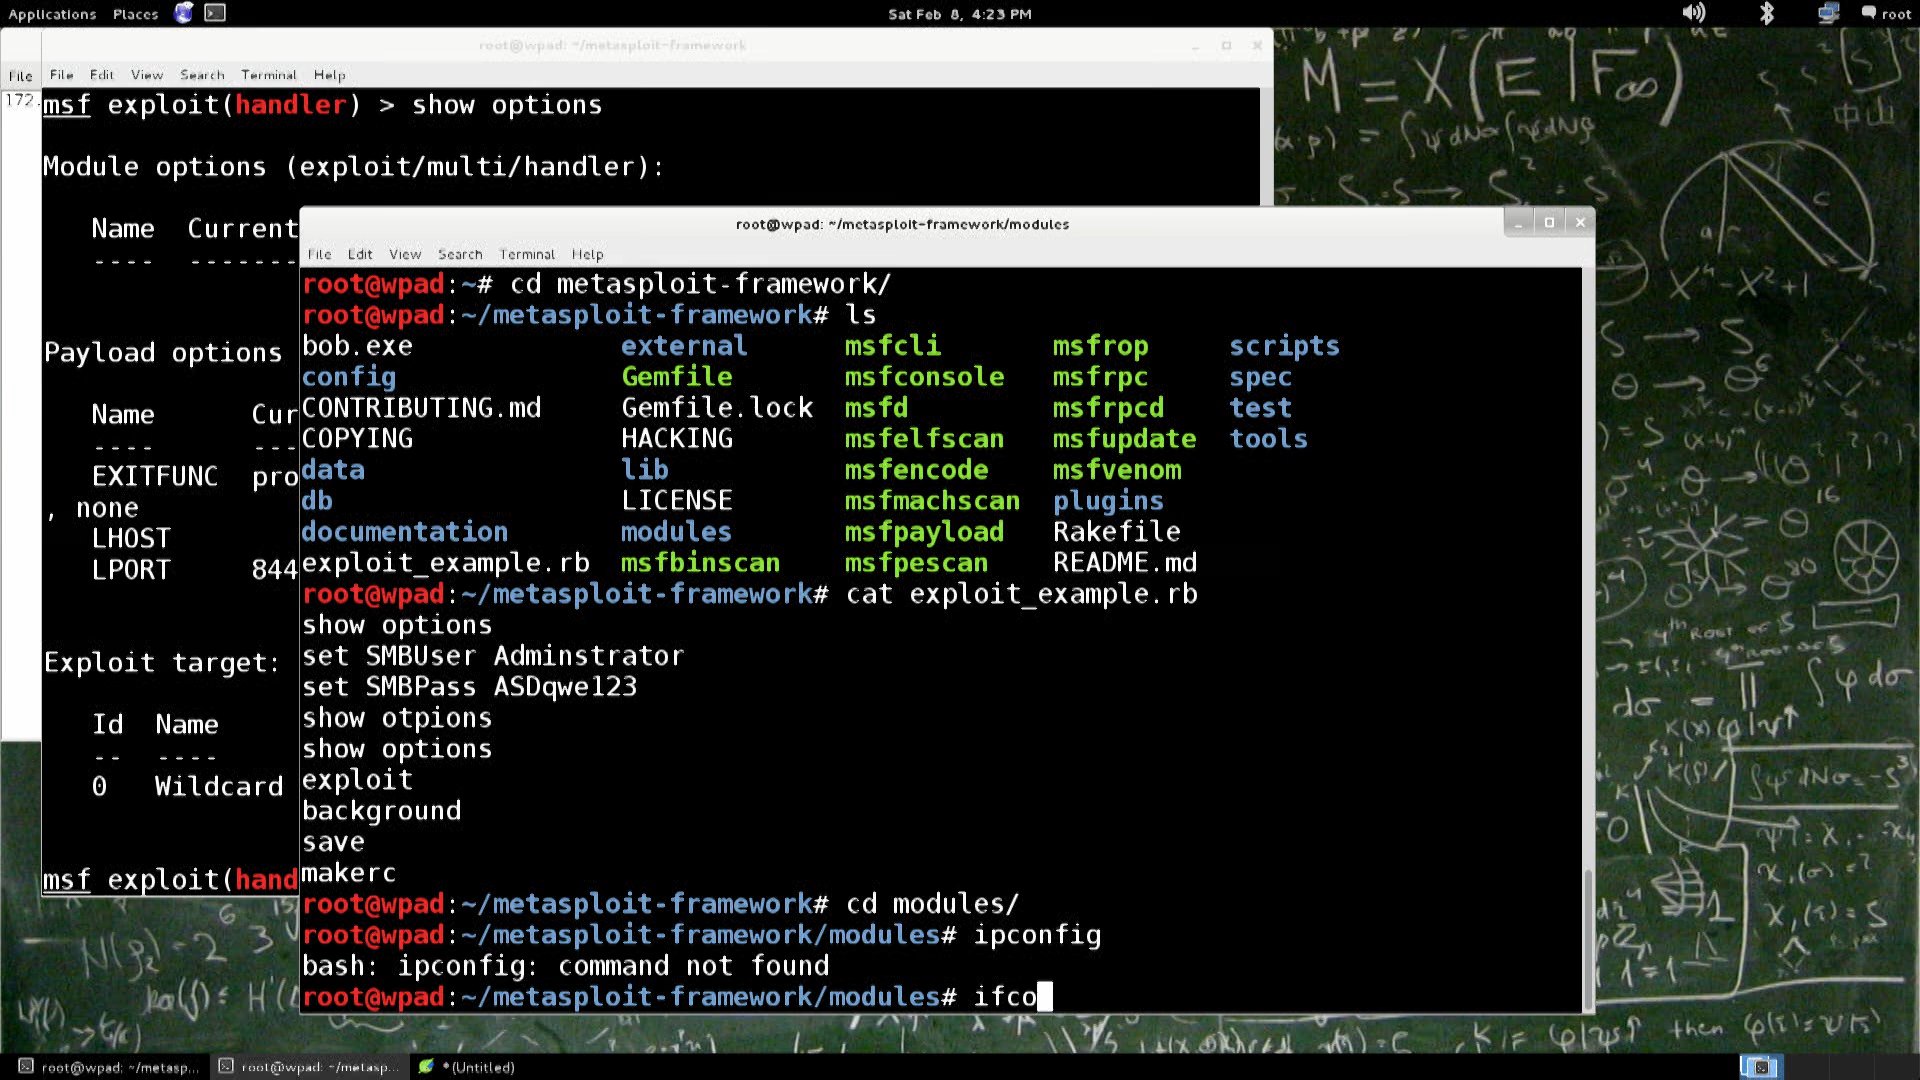 Applications Places Sat Feb 8, 4:23 PM root
root@wpad: ~/metasploit-framework
File File Edit View Search Terminal Help
172.
msf exploit(handler) > show options
Module options (exploit/multi/handler):
Name Current
---- -------
Payload options
Name Cur
---- ---
EXITFUNC pro
, none
LHOST
LPORT 844
Exploit target:
Id Name
-- ----
0 Wildcard
msf exploit(hand
root@wpad: ~/metasploit-framework/modules
File Edit View Search Terminal Help
root@wpad:~# cd metasploit-framework/
root@wpad:~/metasploit-framework# ls
bob.exe external msfcli msfrop scripts
config Gemfile msfconsole msfrpc spec
CONTRIBUTING.md Gemfile.lock msfd msfrpcd test
COPYING HACKING msfelfscan msfupdate tools
data lib msfencode msfvenom
db LICENSE msfmachscan plugins
documentation modules msfpayload Rakefile
exploit_example.rb msfbinscan msfpescan README.md
root@wpad:~/metasploit-framework# cat exploit_example.rb
show options
set SMBUser Adminstrator
set SMBPass ASDqwe123
show otpions
show options
exploit
background
save
makerc
root@wpad:~/metasploit-framework# cd modules/
root@wpad:~/metasploit-framework/modules# ipconfig
bash: ipconfig: command not found
root@wpad:~/metasploit-framework/modules# ifco
M = X(E|F∞)
X⁴ - X² + 1
root@wpad: ~/metasp... root@wpad: ~/metasp... *(Untitled)